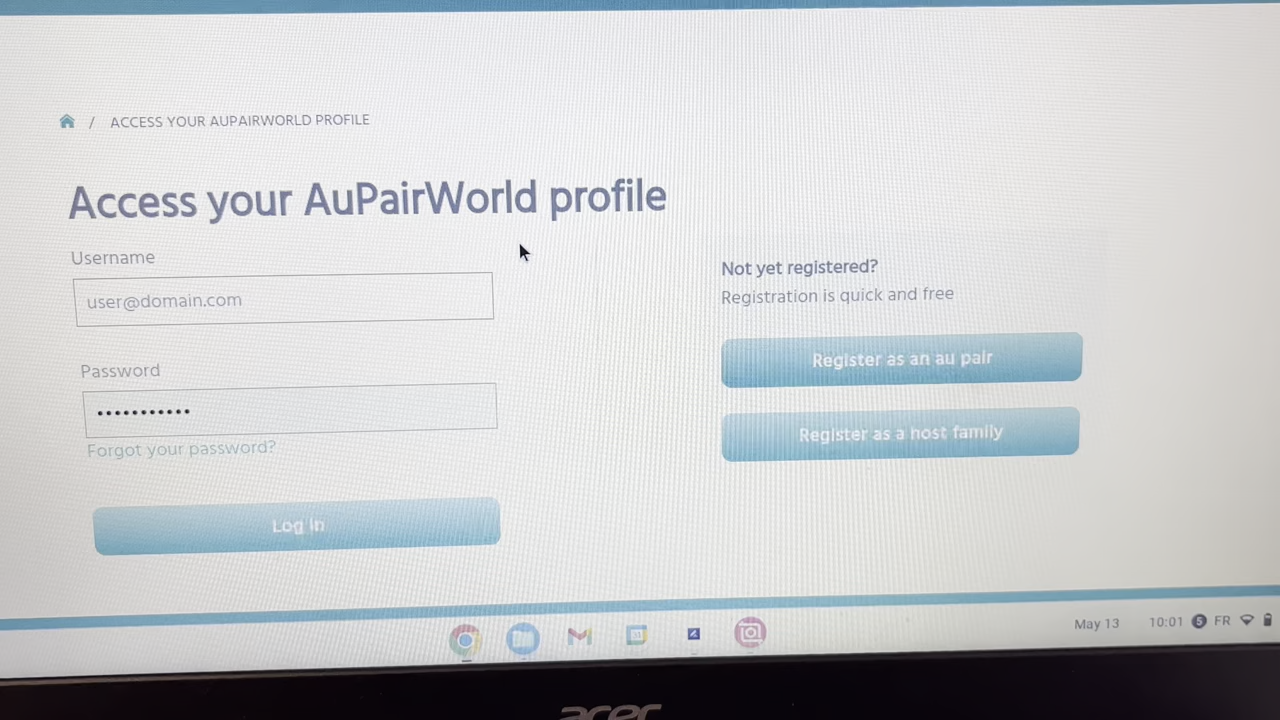 ACCESS YOUR AUPAIRWORLD PROFILE
Access your AuPairWorld profile
Username
user@domain.com
Password
•••••••••••
Forgot your password?
Log in
Not yet registered?
Registration is quick and free
Register as an au pair
Register as a host family
May 13 10:01 5 FR
acer